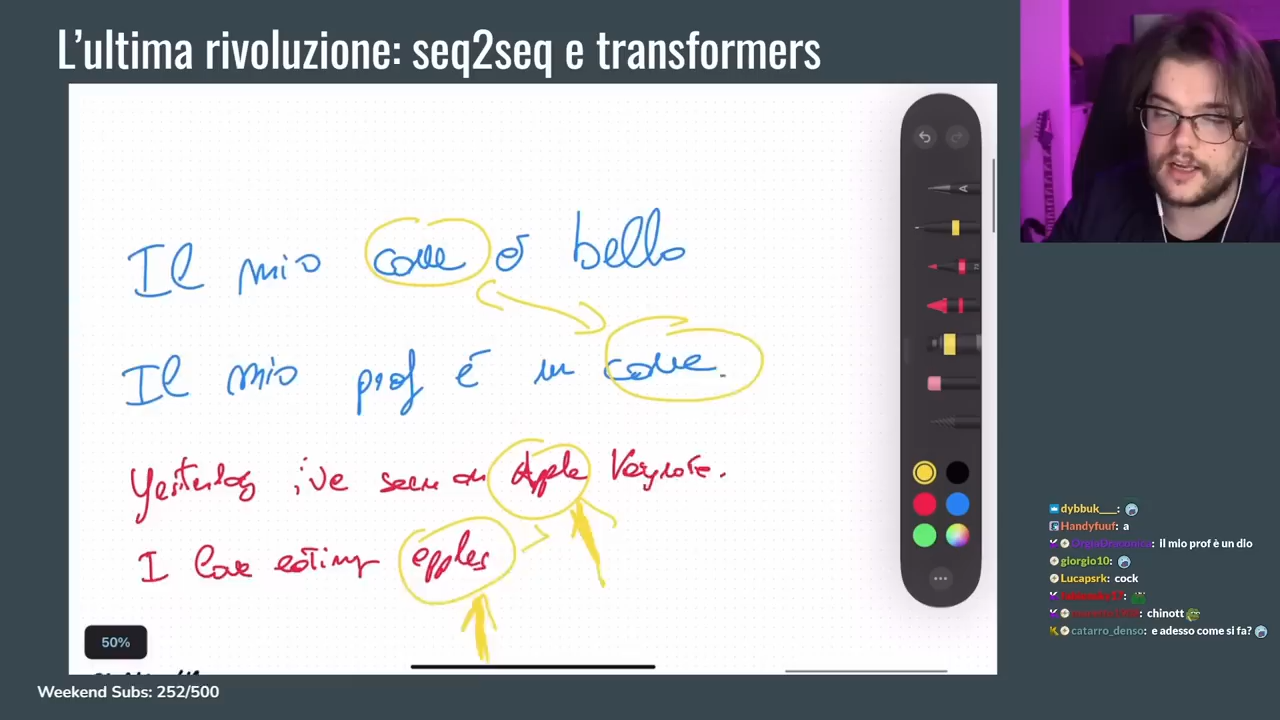 L'ultima rivoluzione: seq2seq e transformers
Il mio cane è bello
Il mio prof è un cane.
Yesterday i've seen an Apple Keynote.
I love eating apples
50%
Weekend Subs: 252/500
dybbuk___:
Handyfuuf: a
OrgiaDraconica: il mio prof è un dio
giorgio10:
Lucapsrk: cock
: chinott
catarro_denso: e adesso come si fa?